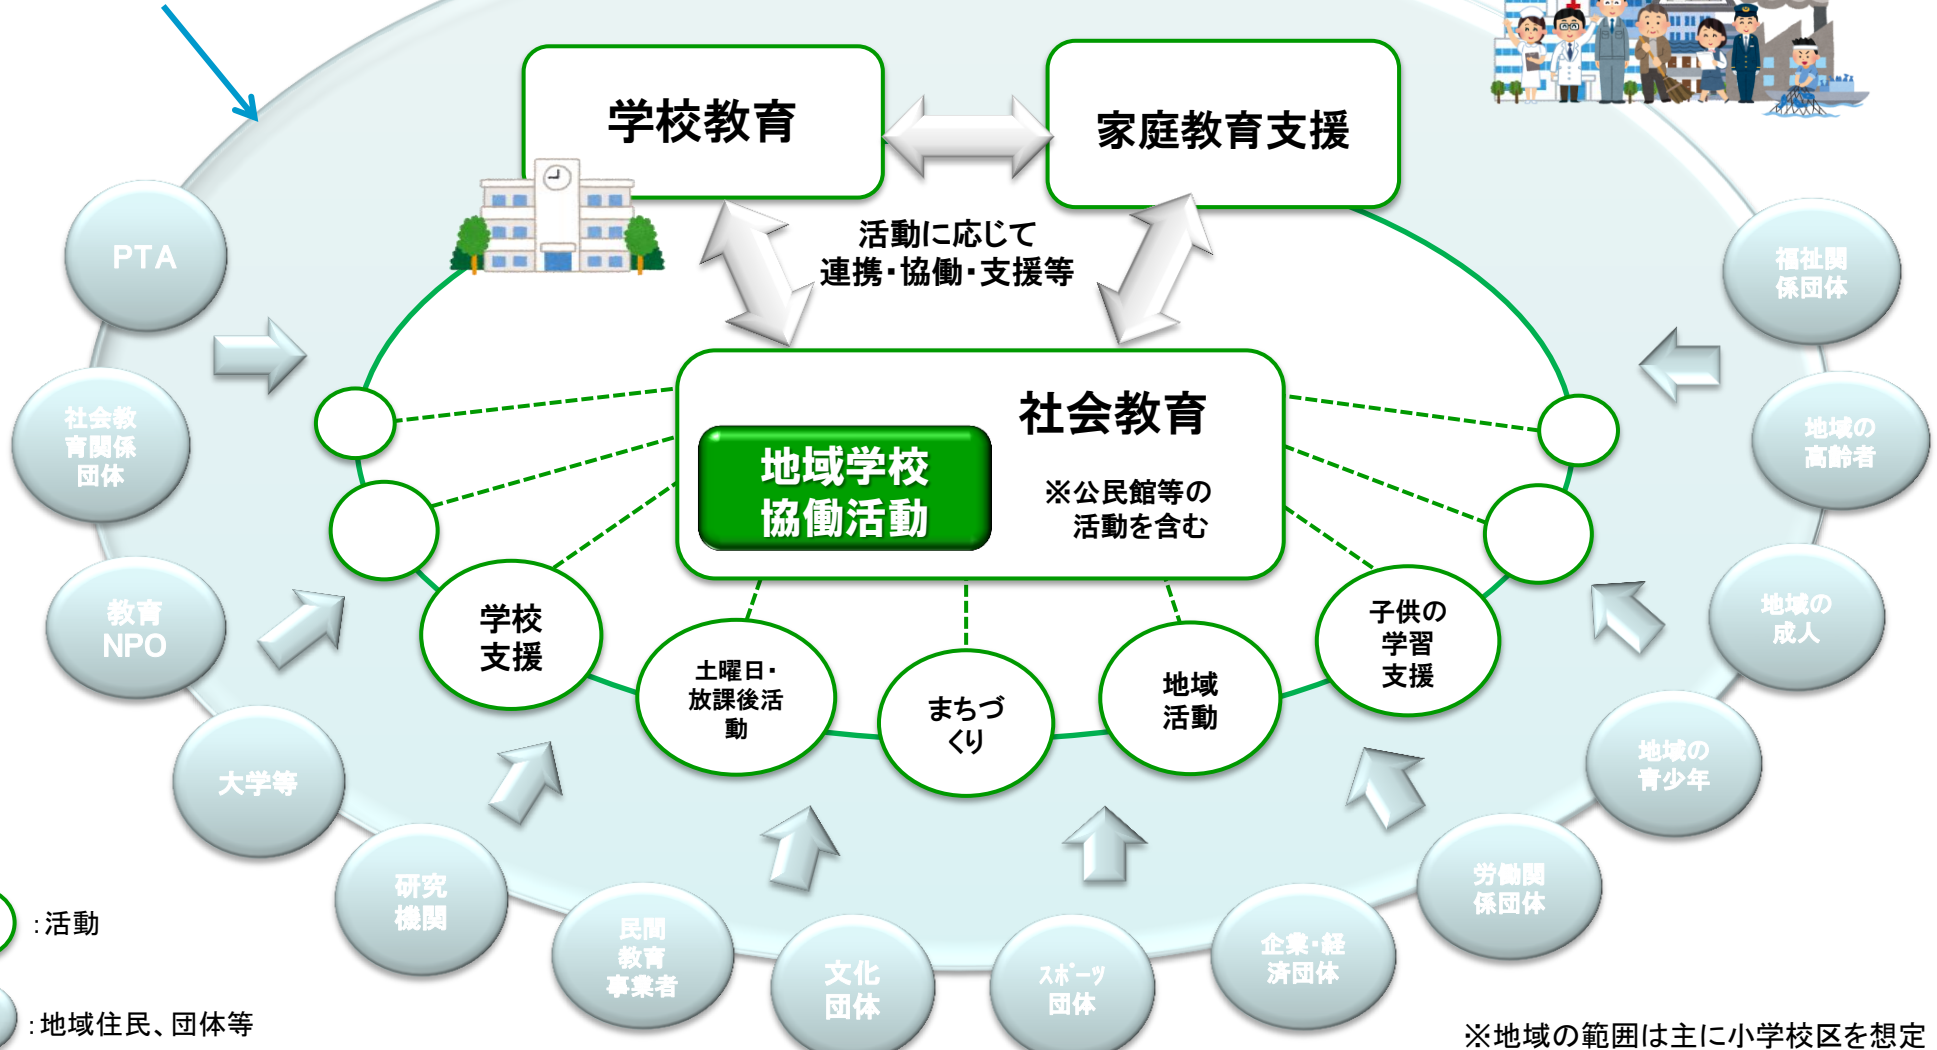 学校教育
家庭教育支援
活動に応じて
連携・協働・支援等
社会教育
地域学校
協働活動
※公民館等の
活動を含む
学校
支援
土曜日・
放課後活
動
まちづ
くり
地域
活動
子供の
学習
支援
PTA
社会教
育関係
団体
教育
NPO
大学等
研究
機関
民間
教育
事業者
文化
団体
スポーツ
団体
企業・経
済団体
労働関
係団体
地域の
青少年
地域の
成人
地域の
高齢者
福祉関
係団体
：活動
：地域住民、団体等
※地域の範囲は主に小学校区を想定